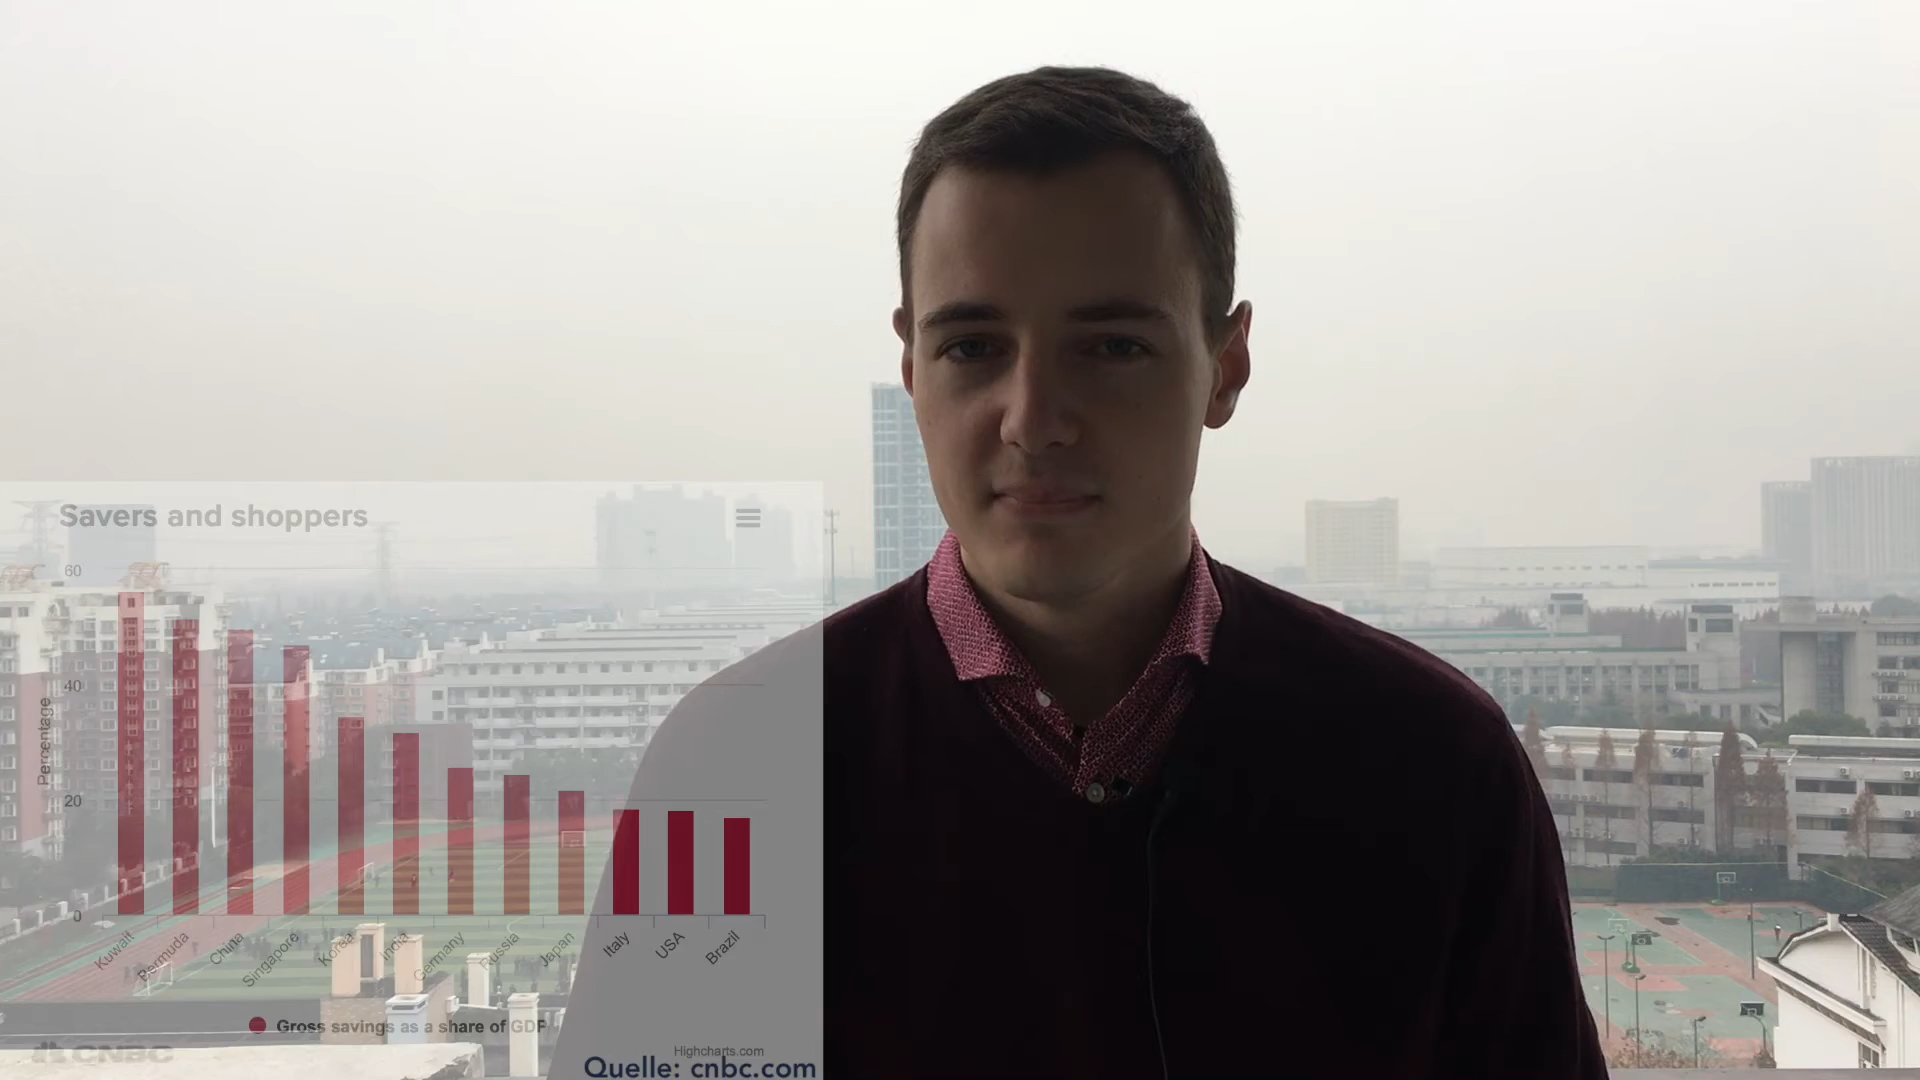 Savers and shoppers
60
40
20
0
Percentage
Kuwait
Bermuda
China
Singapore
Korea
India
Germany
Russia
Japan
Italy
USA
Brazil
Gross savings as a share of GDP
CNBC
Highcharts.com
Quelle: cnbc.com